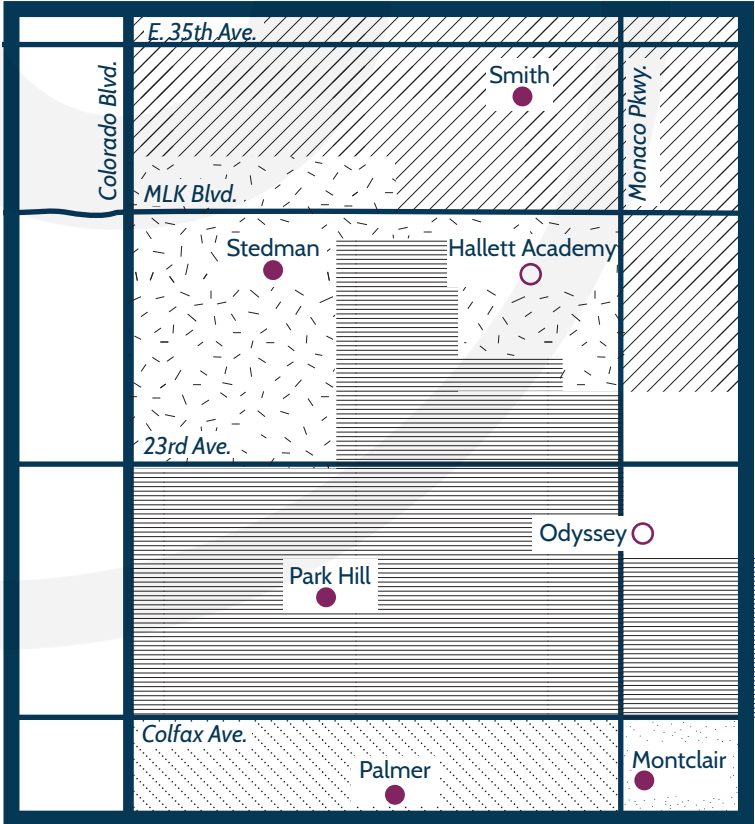 E. 35th Ave.
Smith
Colorado Blvd.
Monaco Pkwy.
MLK Blvd.
Stedman
Hallett Academy
23rd Ave.
Odyssey
Park Hill
Colfax Ave.
Palmer
Montclair